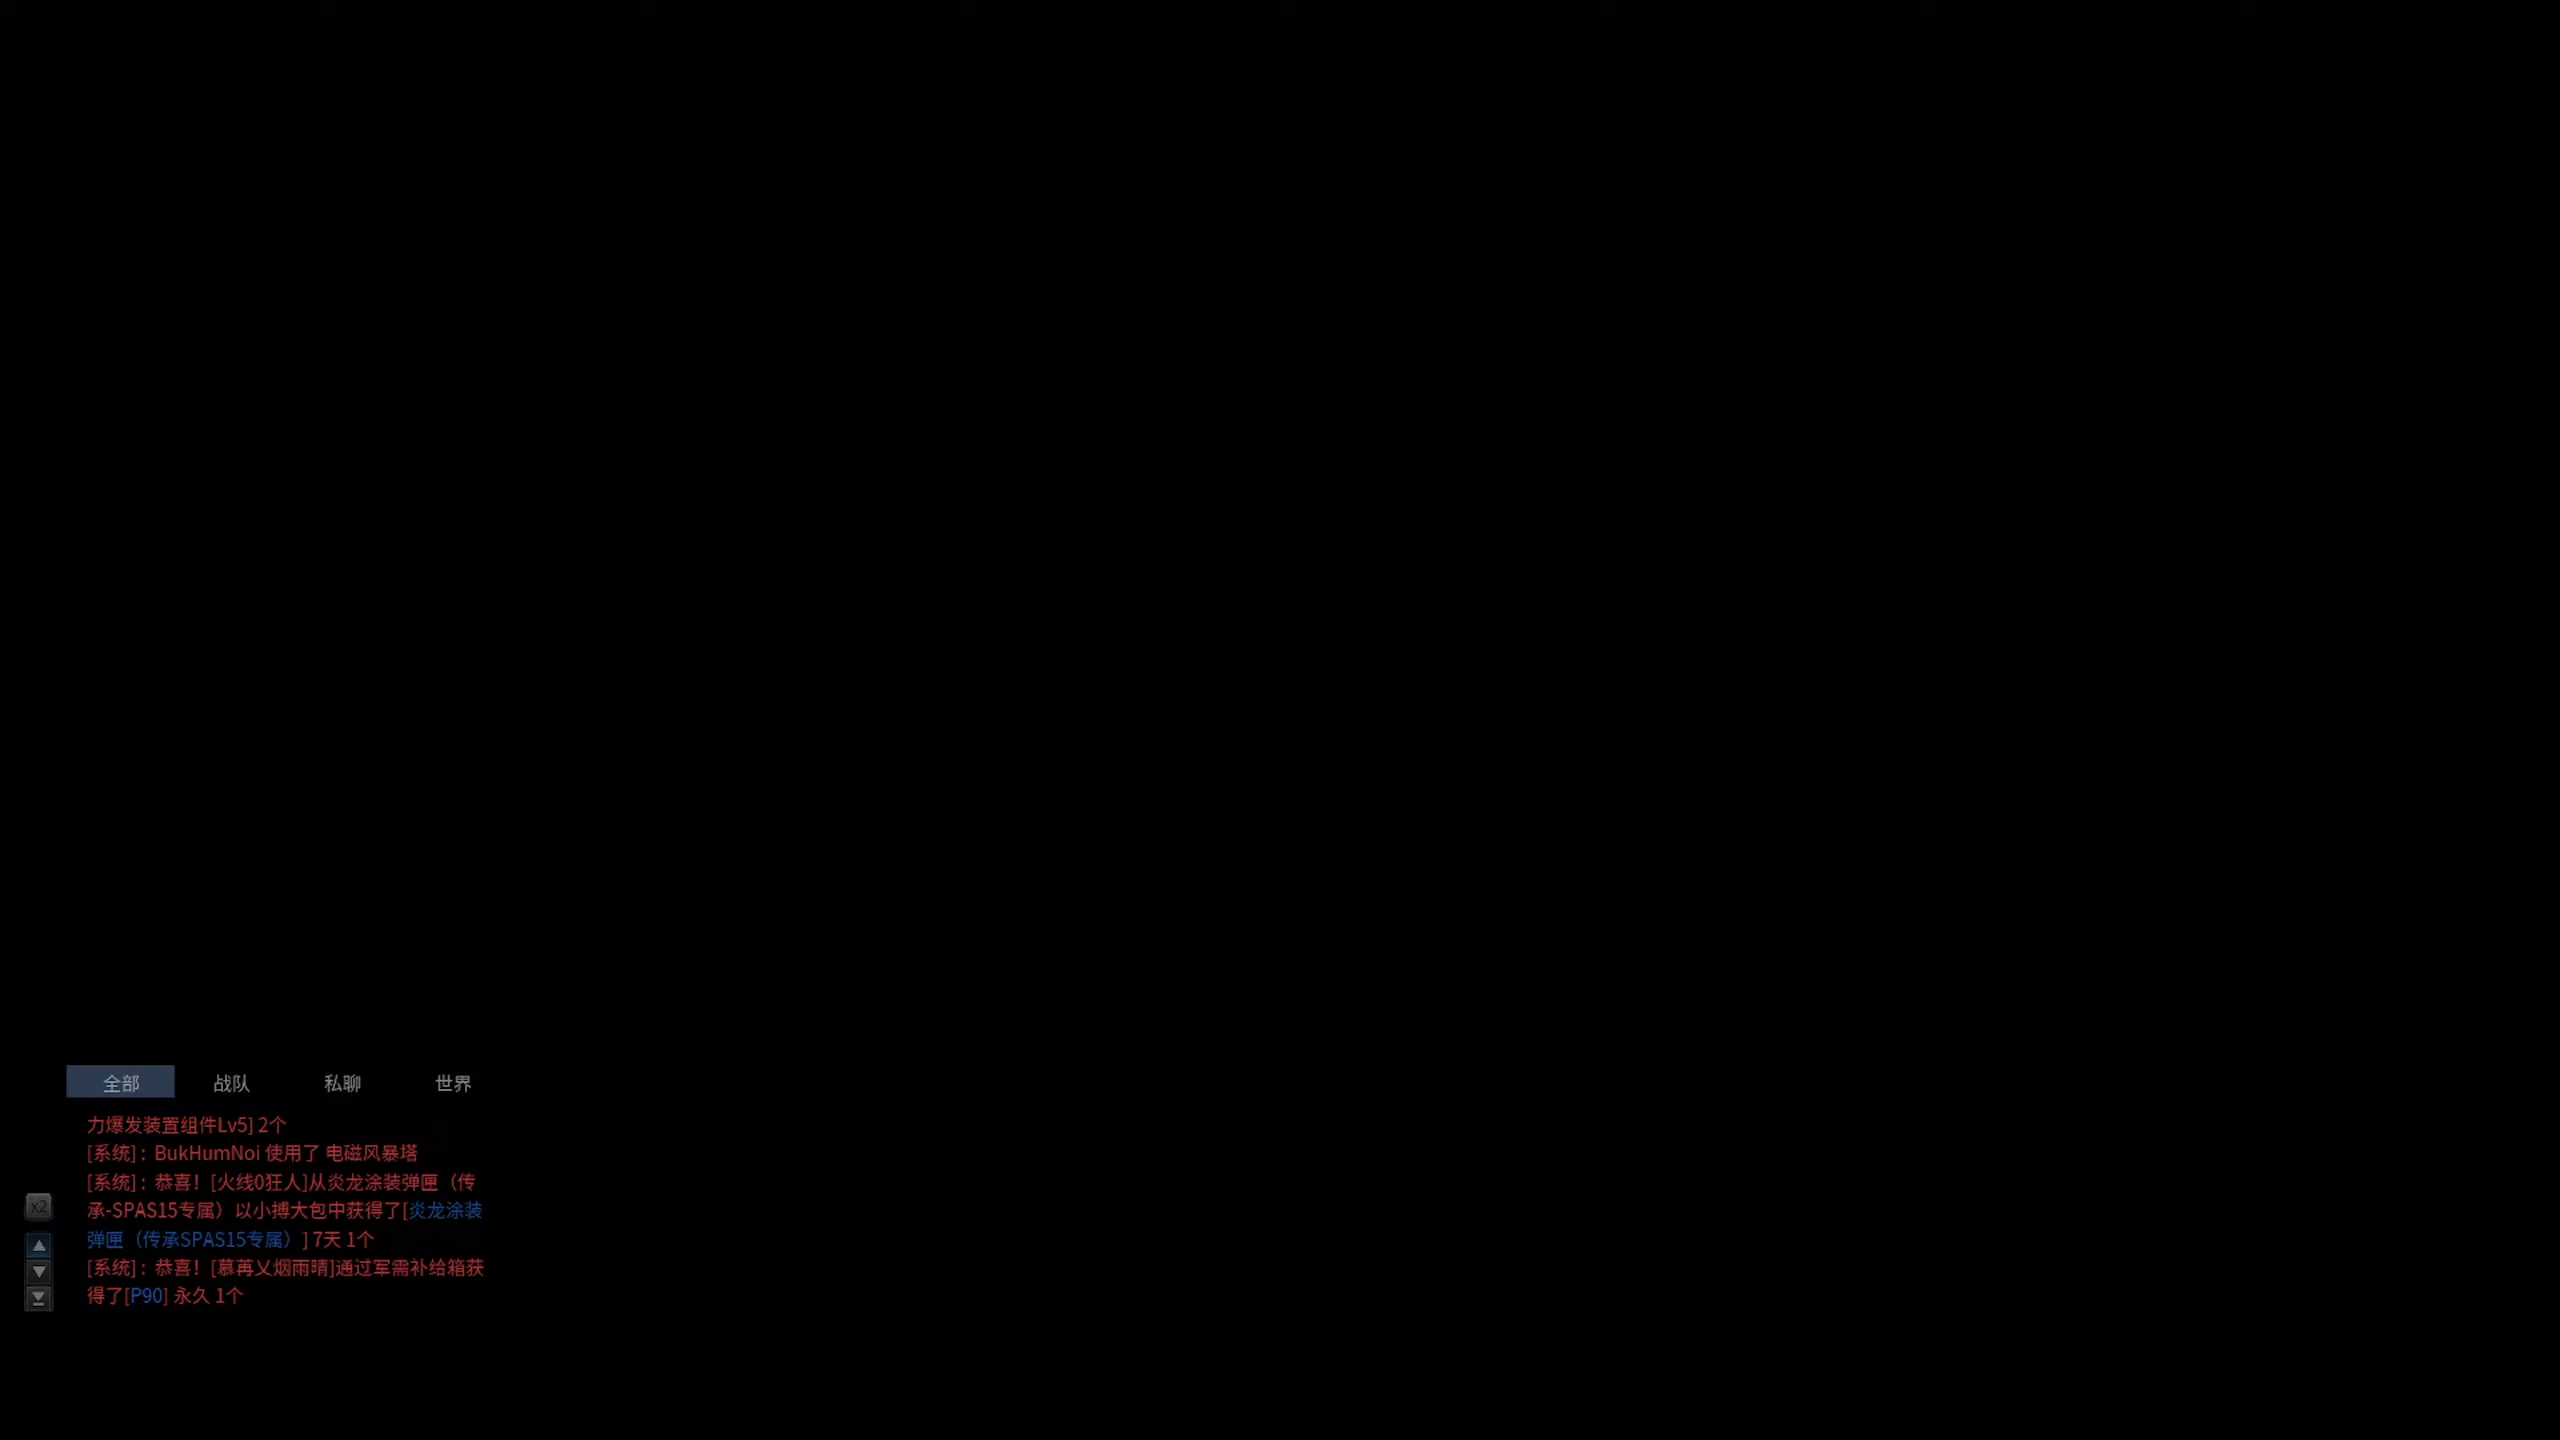 全部 战队 私聊 世界
力爆发装置组件Lv5] 2个
[系统]：BukHumNoi 使用了 电磁风暴塔
[系统]：恭喜！[火线0狂人]从炎龙涂装弹匣（传
承-SPAS15专属）以小搏大包中获得了[炎龙涂装
x2
弹匣（传承SPAS15专属）] 7天 1个
[系统]：恭喜！[慕苒乂烟雨晴]通过军需补给箱获
得了[P90] 永久 1个